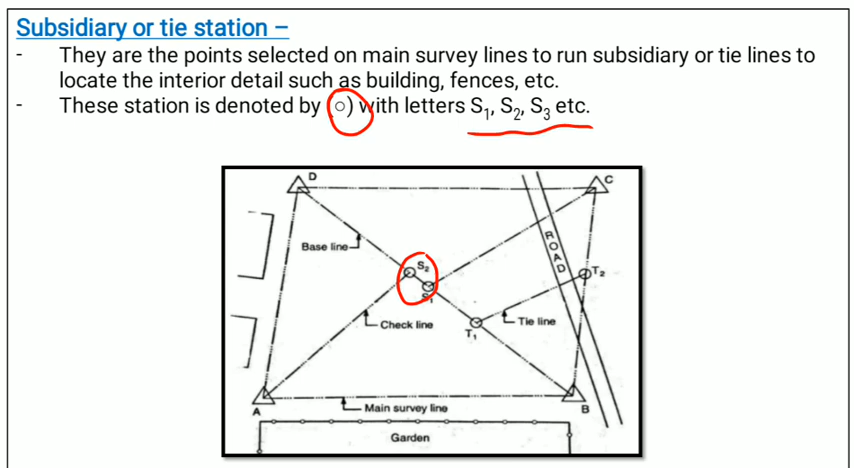 Subsidiary or tie station –
- They are the points selected on main survey lines to run subsidiary or tie lines to
locate the interior detail such as building, fences, etc.
- These station is denoted by (○) with letters S₁, S₂, S₃ etc.
D
C
ROAD
Base line
S₂
S₁
T₂
Check line
T₁
Tie line
A
Main survey line
B
Garden